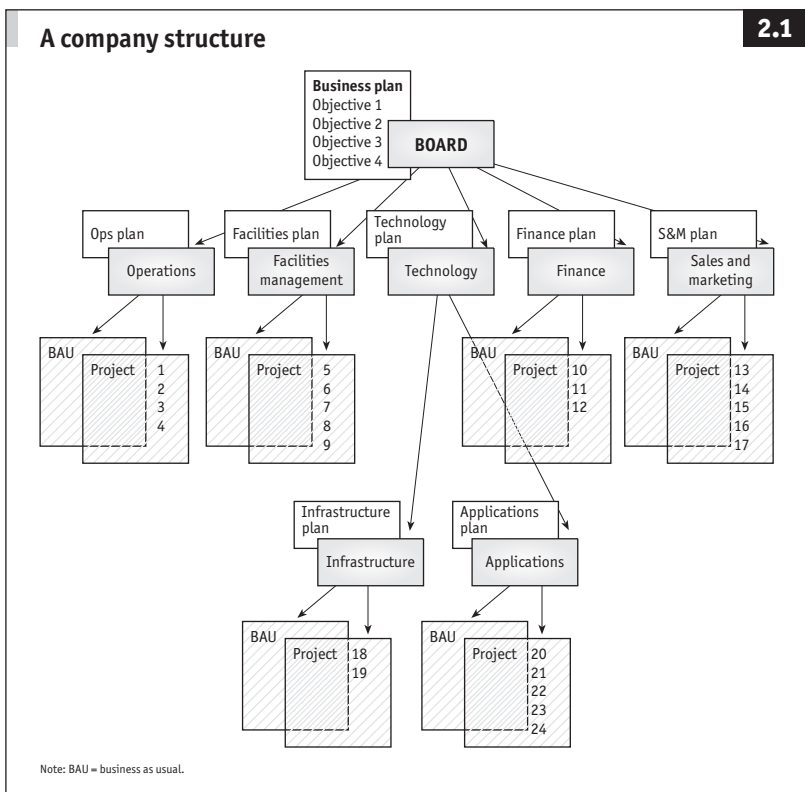 A company structure
2.1
Business plan
Objective 1
Objective 2
Objective 3
Objective 4
BOARD
Ops plan
Operations
Facilities plan
Facilities
management
Technology
plan
Technology
Finance plan
Finance
S&M plan
Sales and
marketing
BAU
Project
1
2
3
4
BAU
Project
5
6
7
8
9
BAU
Project
10
11
12
BAU
Project
13
14
15
16
17
Infrastructure
plan
Infrastructure
Applications
plan
Applications
BAU
Project
18
19
BAU
Project
20
21
22
23
24
Note: BAU = business as usual.